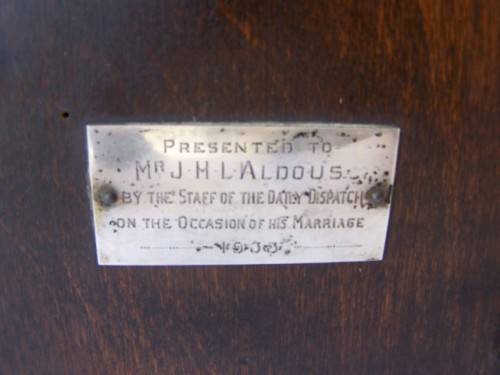 PRESENTED TO
MR J. H. L. ALDOUS
BY THE STAFF OF THE DAILY DISPATCH
ON THE OCCASION OF HIS MARRIAGE